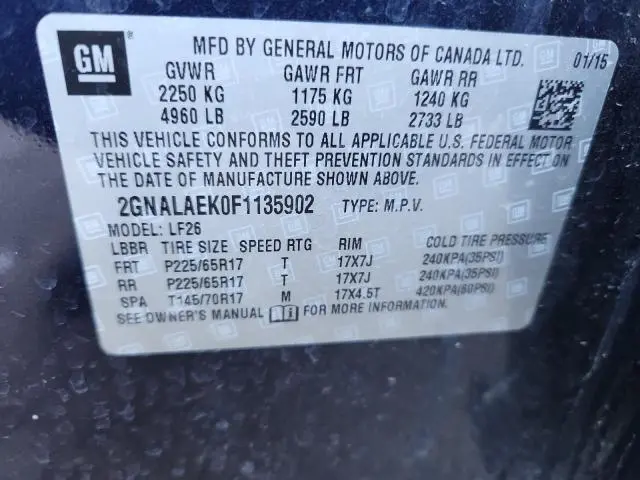 GM
MFD BY GENERAL MOTORS OF CANADA LTD. 01/15
GVWR GAWR FRT GAWR RR
2250 KG 1175 KG 1240 KG
4960 LB 2590 LB 2733 LB
THIS VEHICLE CONFORMS TO ALL APPLICABLE U.S. FEDERAL MOTOR
VEHICLE SAFETY AND THEFT PREVENTION STANDARDS IN EFFECT ON
THE DATE OF MANUFACTURE SHOWN ABOVE.
2GNALAEK0F1135902 TYPE: M.P.V.
MODEL: LF26
LBBR TIRE SIZE SPEED RTG RIM COLD TIRE PRESSURE
FRT P225/65R17 T 17X7J 240KPA(35PSI)
RR P225/65R17 T 17X7J 240KPA(35PSI)
SPA T145/70R17 M 17X4.5T 420KPA(60PSI)
SEE OWNER'S MANUAL i FOR MORE INFORMATION.